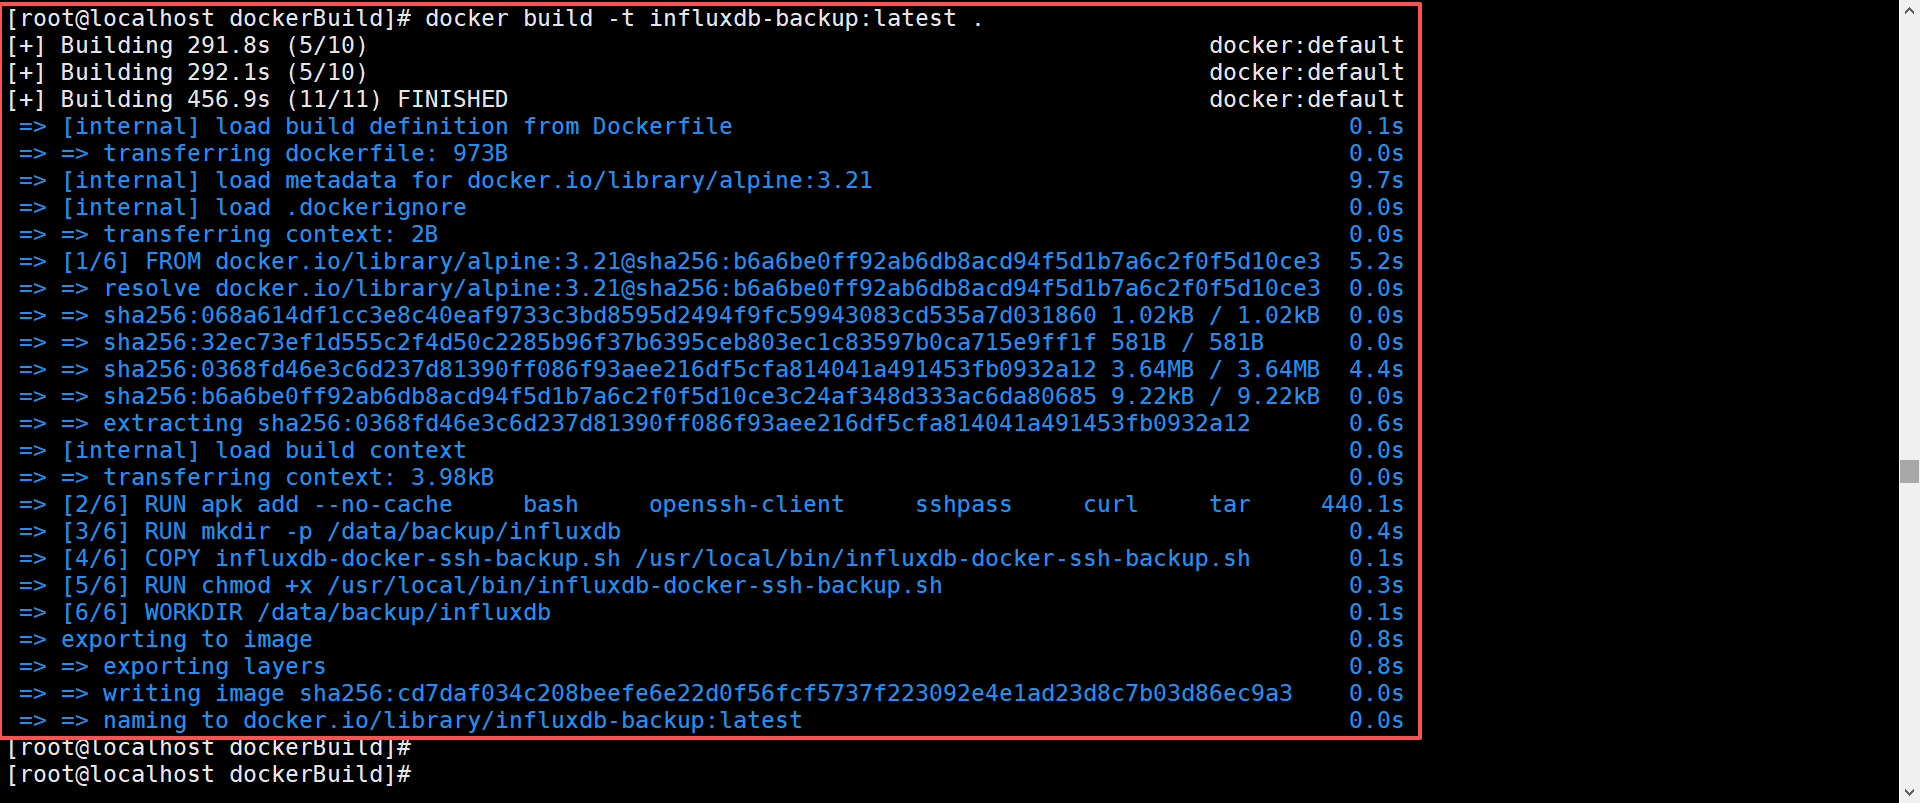 [root@localhost dockerBuild]# docker build -t influxdb-backup:latest .
[+] Building 291.8s (5/10) docker:default
[+] Building 292.1s (5/10) docker:default
[+] Building 456.9s (11/11) FINISHED docker:default
=> [internal] load build definition from Dockerfile 0.1s
=> => transferring dockerfile: 973B 0.0s
=> [internal] load metadata for docker.io/library/alpine:3.21 9.7s
=> [internal] load .dockerignore 0.0s
=> => transferring context: 2B 0.0s
=> [1/6] FROM docker.io/library/alpine:3.21@sha256:b6a6be0ff92ab6db8acd94f5d1b7a6c2f0f5d10ce3 5.2s
=> => resolve docker.io/library/alpine:3.21@sha256:b6a6be0ff92ab6db8acd94f5d1b7a6c2f0f5d10ce3 0.0s
=> => sha256:068a614df1cc3e8c40eaf9733c3bd8595d2494f9fc59943083cd535a7d031860 1.02kB / 1.02kB 0.0s
=> => sha256:32ec73ef1d555c2f4d50c2285b96f37b6395ceb803ec1c83597b0ca715e9ff1f 581B / 581B 0.0s
=> => sha256:0368fd46e3c6d237d81390ff086f93aee216df5cfa814041a491453fb0932a12 3.64MB / 3.64MB 4.4s
=> => sha256:b6a6be0ff92ab6db8acd94f5d1b7a6c2f0f5d10ce3c24af348d333ac6da80685 9.22kB / 9.22kB 0.0s
=> => extracting sha256:0368fd46e3c6d237d81390ff086f93aee216df5cfa814041a491453fb0932a12 0.6s
=> [internal] load build context 0.0s
=> => transferring context: 3.98kB 0.0s
=> [2/6] RUN apk add --no-cache bash openssh-client sshpass curl tar 440.1s
=> [3/6] RUN mkdir -p /data/backup/influxdb 0.4s
=> [4/6] COPY influxdb-docker-ssh-backup.sh /usr/local/bin/influxdb-docker-ssh-backup.sh 0.1s
=> [5/6] RUN chmod +x /usr/local/bin/influxdb-docker-ssh-backup.sh 0.3s
=> [6/6] WORKDIR /data/backup/influxdb 0.1s
=> exporting to image 0.8s
=> => exporting layers 0.8s
=> => writing image sha256:cd7daf034c208beefe6e22d0f56fcf5737f223092e4e1ad23d8c7b03d86ec9a3 0.0s
=> => naming to docker.io/library/influxdb-backup:latest 0.0s
[root@localhost dockerBuild]#
[root@localhost dockerBuild]#